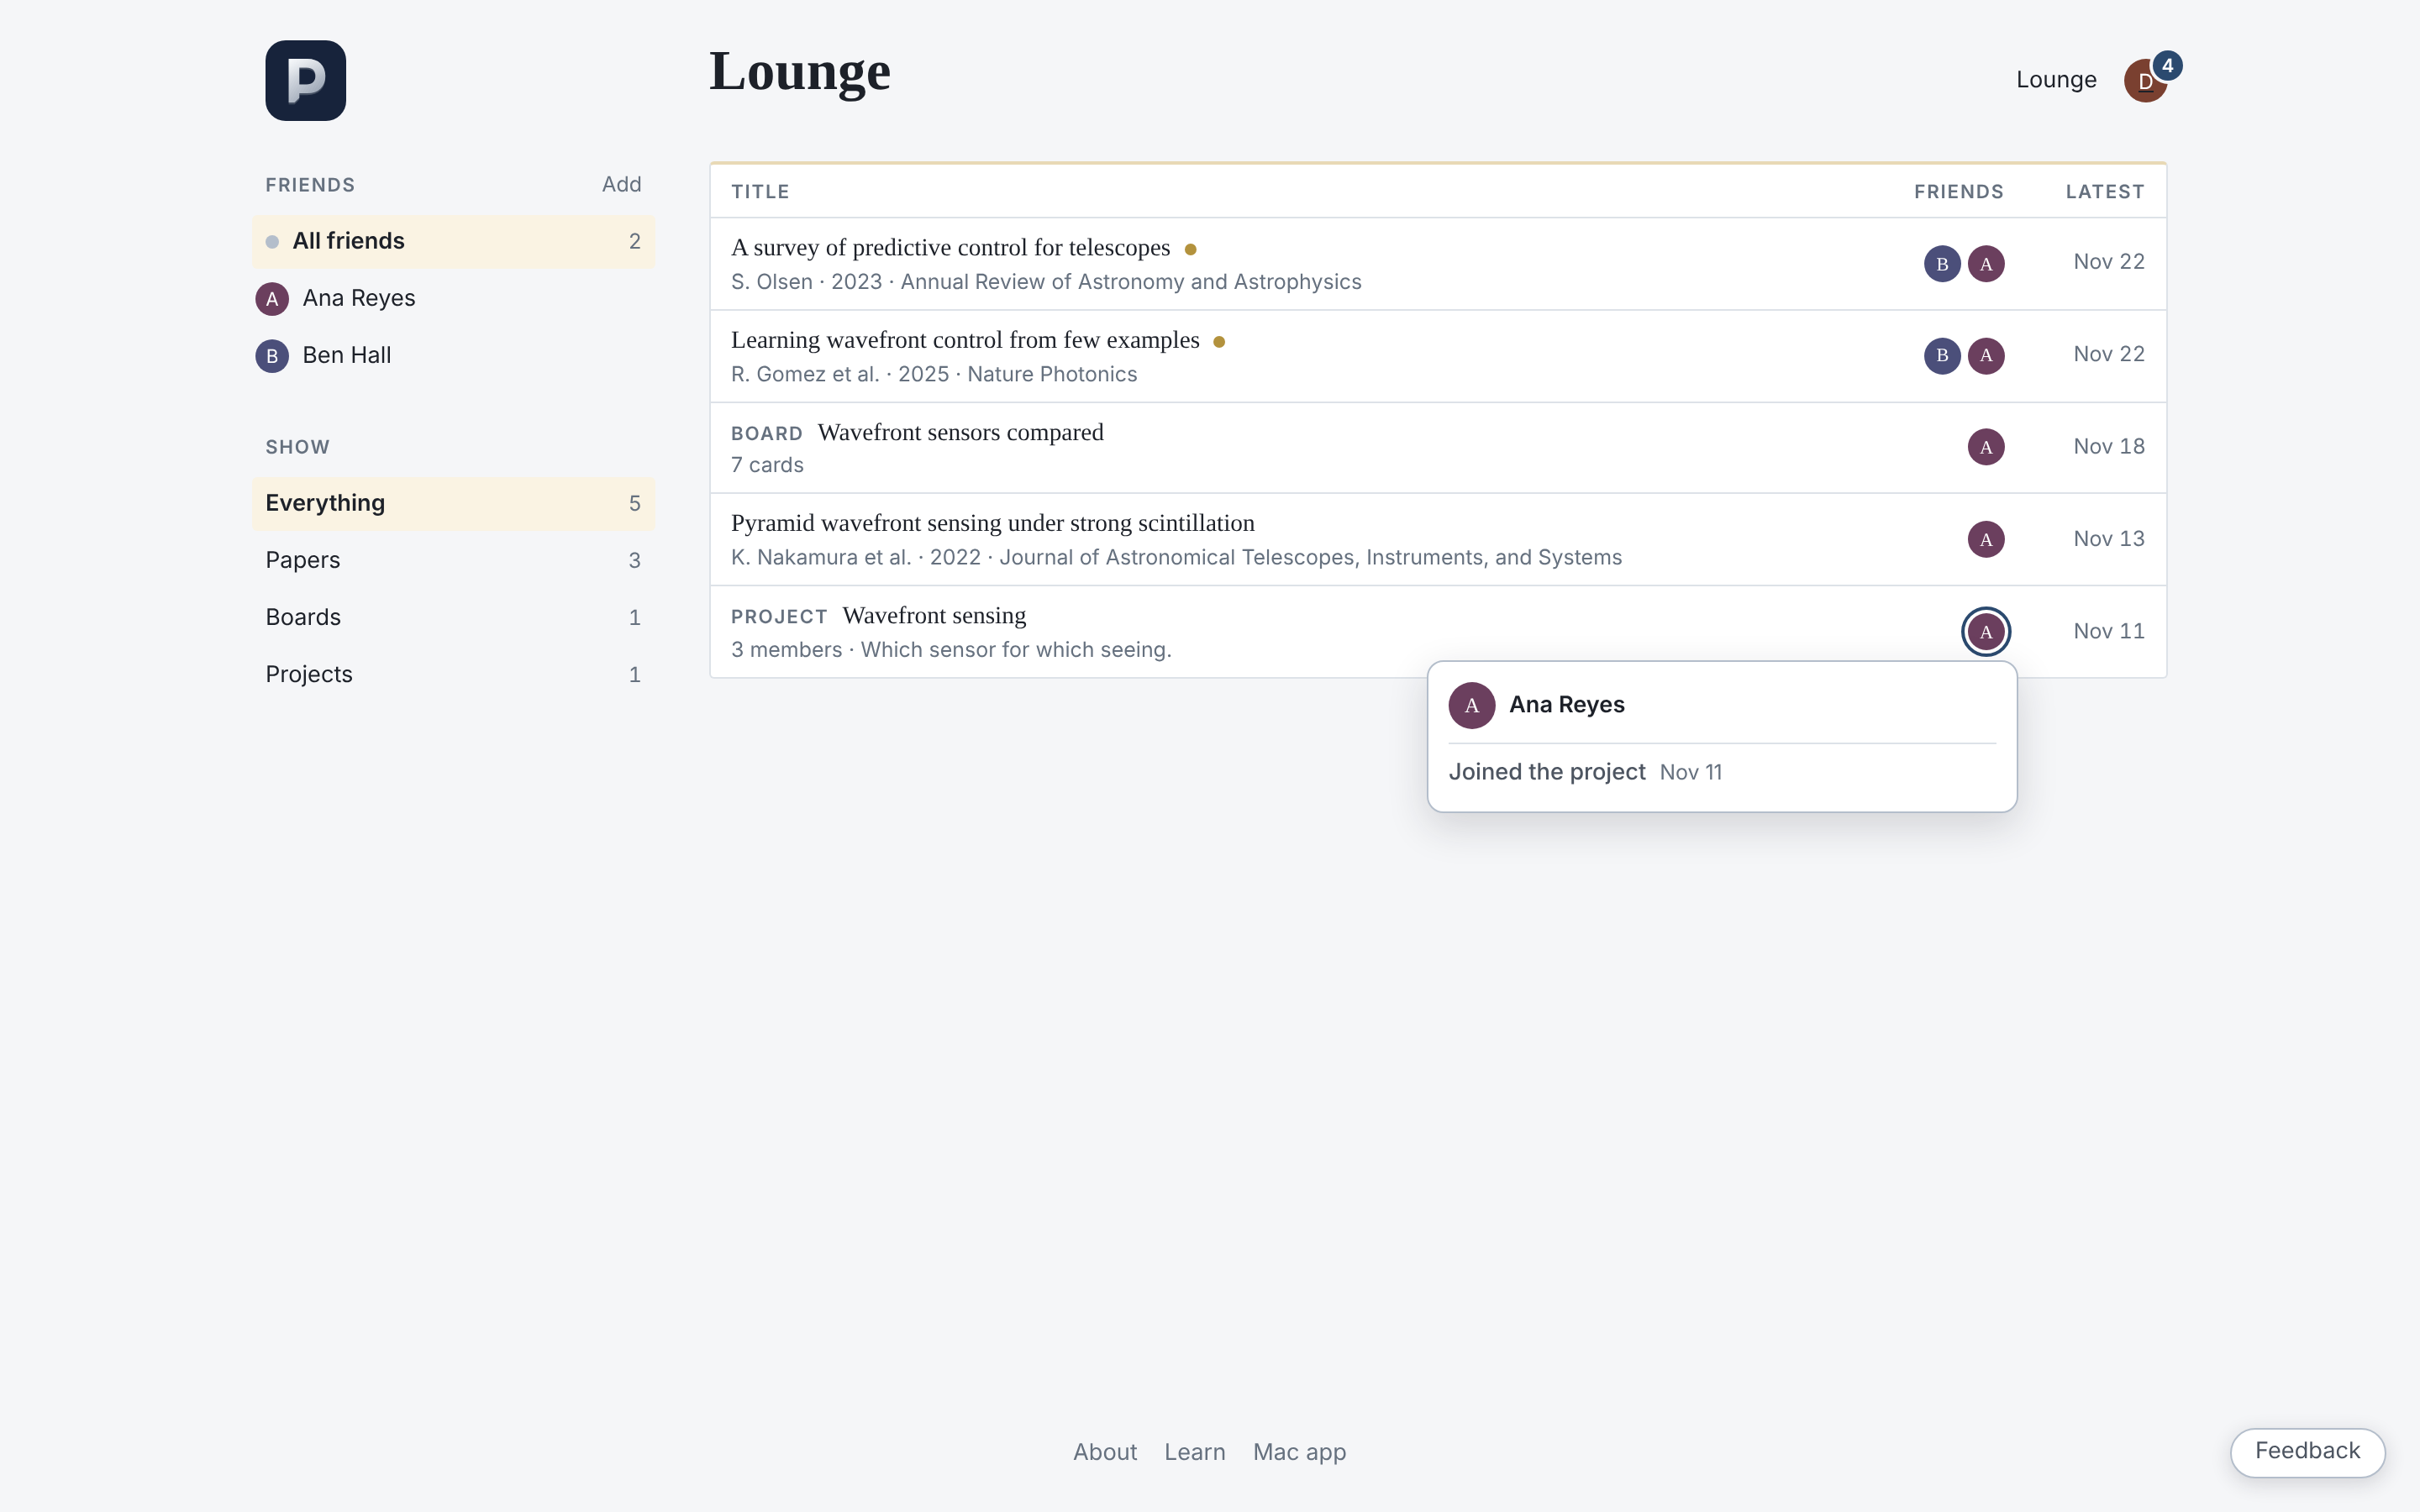 P
Lounge
Lounge
D
4
FRIENDS Add
All friends 2
A Ana Reyes
B Ben Hall
SHOW
Everything 5
Papers 3
Boards 1
Projects 1
TITLE FRIENDS LATEST
A survey of predictive control for telescopes
S. Olsen · 2023 · Annual Review of Astronomy and Astrophysics
B A Nov 22
Learning wavefront control from few examples
R. Gomez et al. · 2025 · Nature Photonics
B A Nov 22
BOARD Wavefront sensors compared
7 cards
A Nov 18
Pyramid wavefront sensing under strong scintillation
K. Nakamura et al. · 2022 · Journal of Astronomical Telescopes, Instruments, and Systems
A Nov 13
PROJECT Wavefront sensing
3 members · Which sensor for which seeing.
A Nov 11
A Ana Reyes
Joined the project Nov 11
About Learn Mac app
Feedback